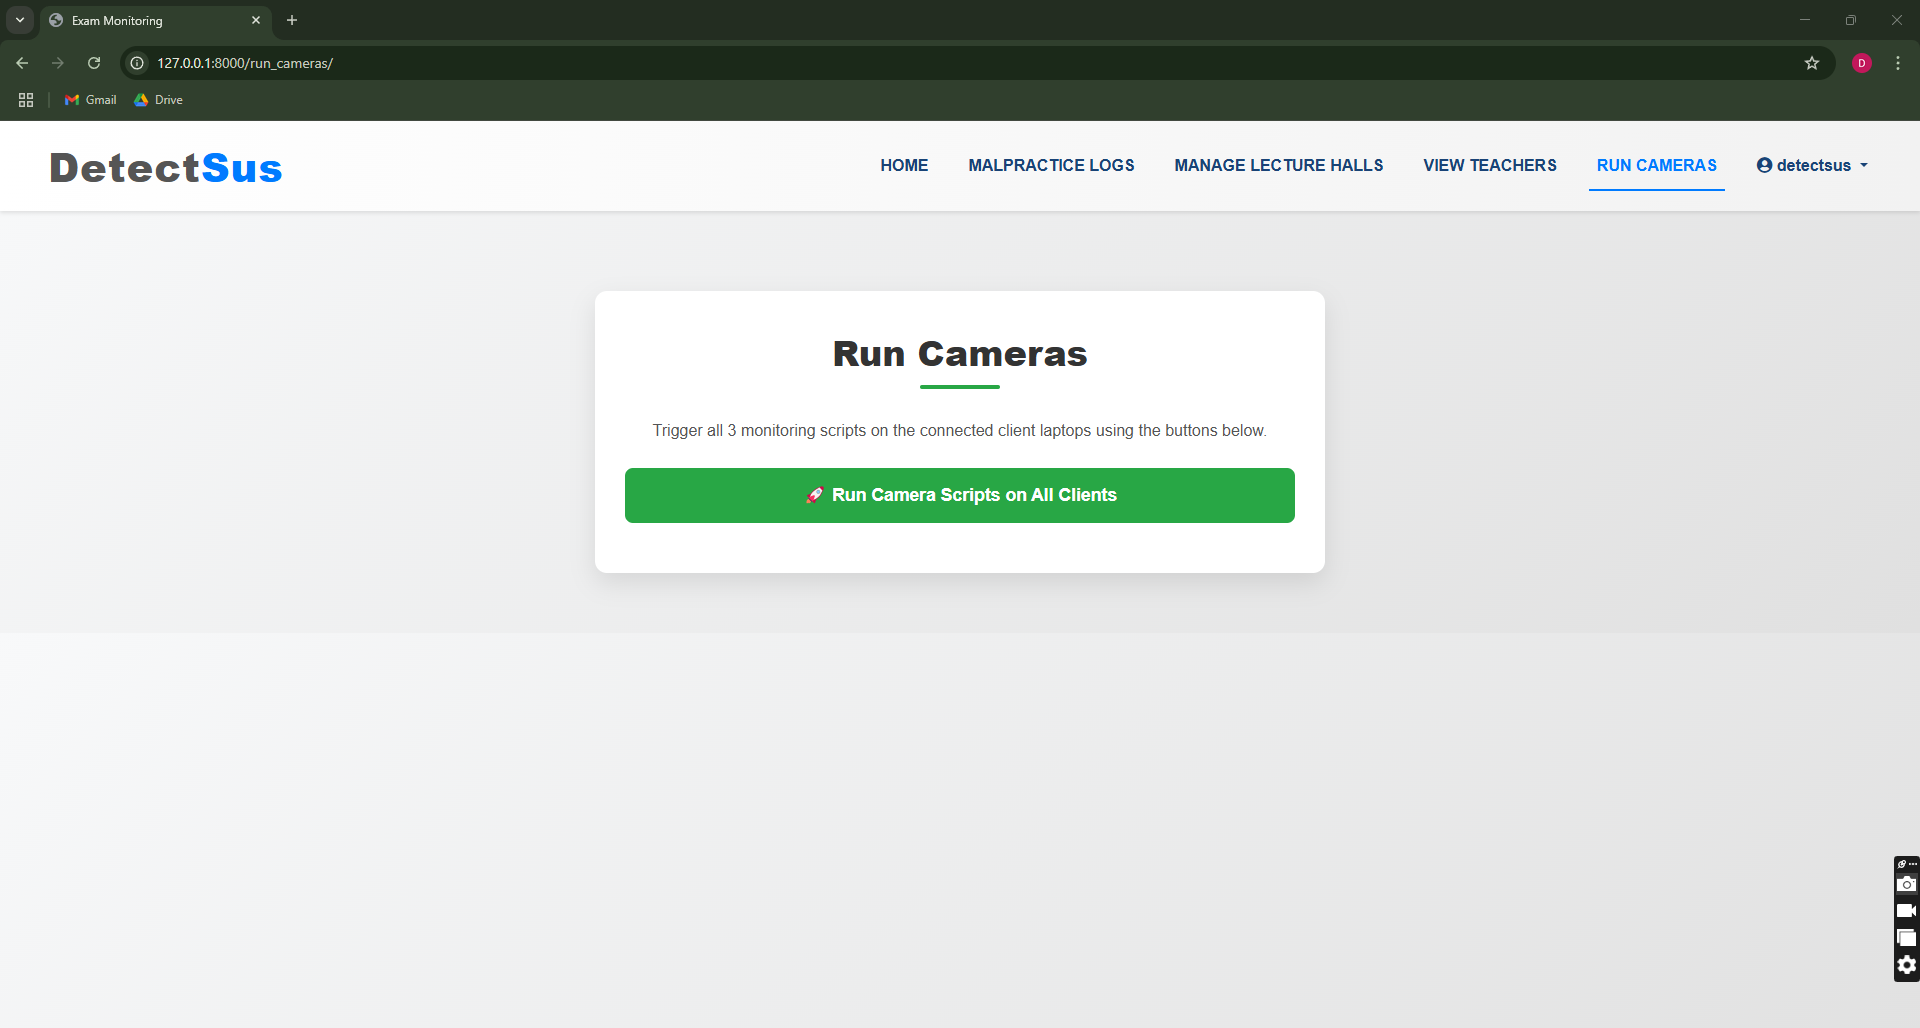 Exam Monitoring
127.0.0.1:8000/run_cameras/
D
Gmail Drive
DetectSus
HOME MALPRACTICE LOGS MANAGE LECTURE HALLS VIEW TEACHERS RUN CAMERAS detectsus
Run Cameras
Trigger all 3 monitoring scripts on the connected client laptops using the buttons below.
🚀 Run Camera Scripts on All Clients